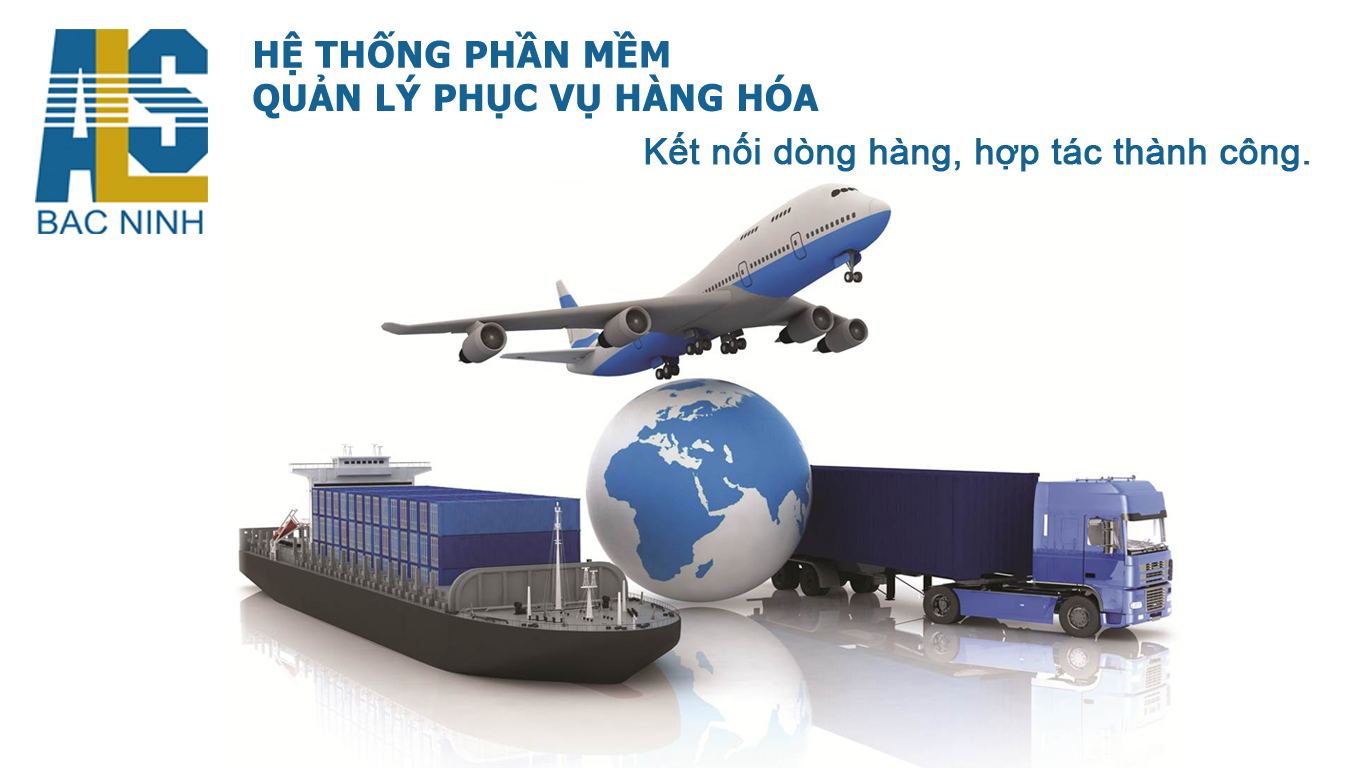 ALS
BAC NINH
HỆ THỐNG PHẦN MỀM
QUẢN LÝ PHỤC VỤ HÀNG HÓA
Kết nối dòng hàng, hợp tác thành công.